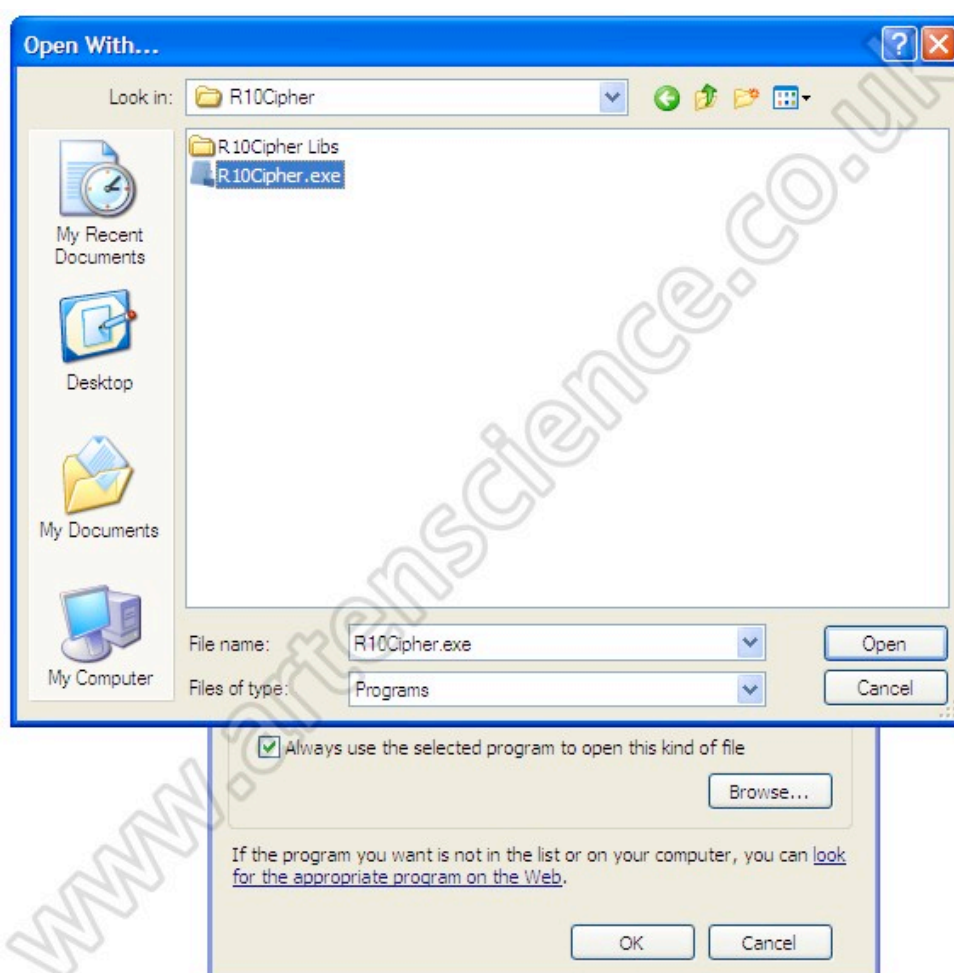 Open With...
Look in: R10Cipher
R10Cipher Libs
R10Cipher.exe
My Recent
Documents
Desktop
My Documents
My Computer
File name: R10Cipher.exe Open
Files of type: Programs Cancel
Always use the selected program to open this kind of file
Browse...
If the program you want is not in the list or on your computer, you can look
for the appropriate program on the Web.
OK Cancel
www.artenscience.co.uk